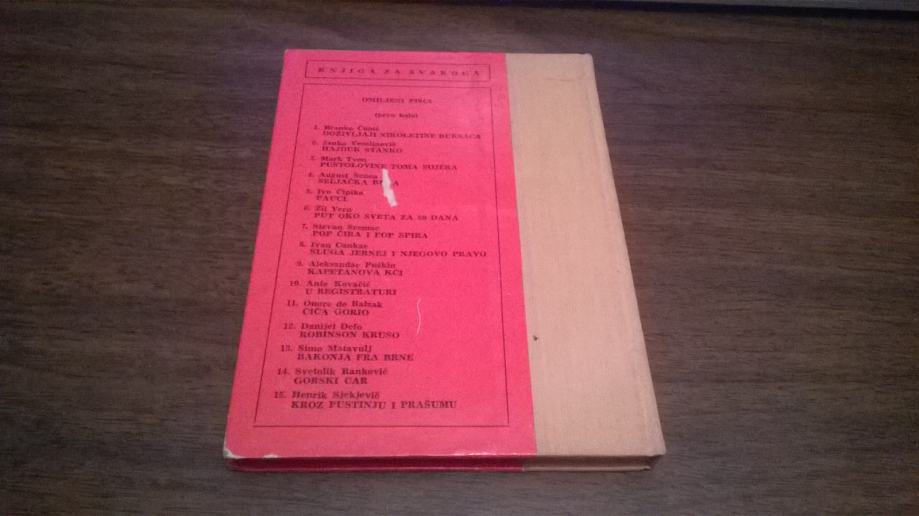 KNJIGA ZA SVAKOGA
OMILJENI PISCI
(prvo kolo)
1. Branko Ćopić
DOŽIVLJAJI NIKOLETINE BURSAĆA
2. Janko Veselinović
HAJDUK STANKO
3. Mark Tven
PUSTOLOVINE TOMA SOJERA
4. August Šenoa
SELJAČKA
5. Ivo Ćipiko
PAUCI
6. Žil Vern
PUT OKO SVETA ZA 80 DANA
7. Stevan Sremac
POP ĆIRA I POP SPIRA
8. Ivan Cankar
SLUGA JERNEJ I NJEGOVO PRAVO
9. Aleksandar Puškin
KAPETANOVA KĆI
10. Ante Kovačić
U REGISTRATURI
11. Onore de Balzak
ČIČA GORIO
12. Danijel Defo
ROBINSON KRUSO
13. Simo Matavulj
BAKONJA FRA BRNE
14. Svetolik Ranković
GORSKI CAR
15. Henrik Sjekjevič
KROZ PUSTINJU I PRAŠUMU